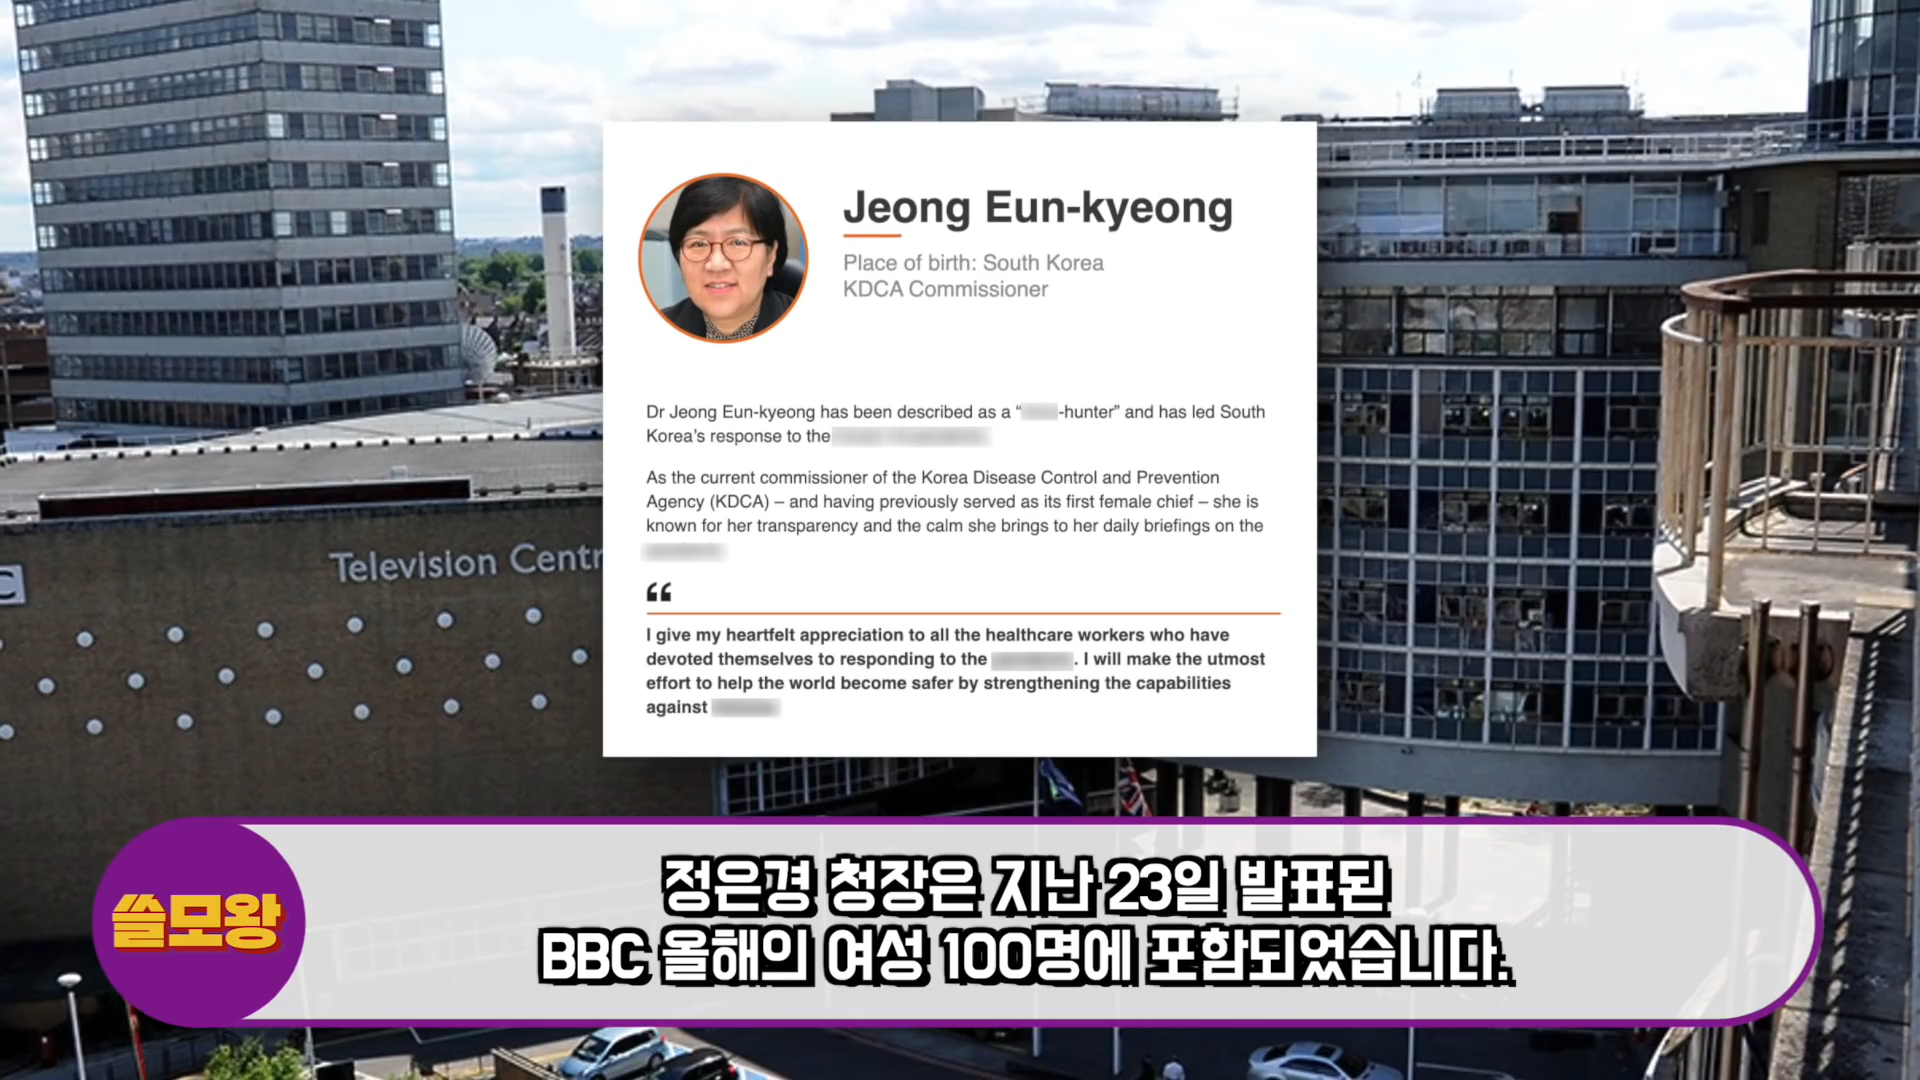 Television Centr
C
Jeong Eun-kyeong
Place of birth: South Korea
KDCA Commissioner
Dr Jeong Eun-kyeong has been described as a “ -hunter” and has led South
Korea’s response to the
As the current commissioner of the Korea Disease Control and Prevention
Agency (KDCA) – and having previously served as its first female chief – she is
known for her transparency and the calm she brings to her daily briefings on the
“
I give my heartfelt appreciation to all the healthcare workers who have
devoted themselves to responding to the . I will make the utmost
effort to help the world become safer by strengthening the capabilities
against
쓸모왕
정은경 청장은 지난 23일 발표된
BBC 올해의 여성 100명에 포함되었습니다.